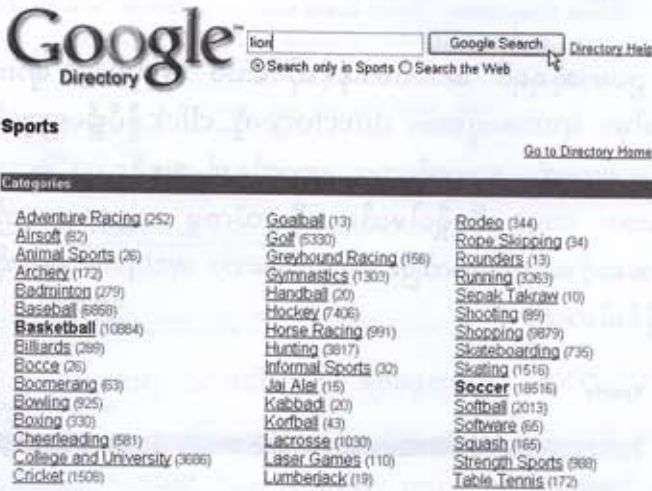 Google™
Directory
lion
Google Search
Directory Help
Search only in Sports
Search the Web
Sports
Go to Directory Home
Categories
Adventure Racing (252)
Airsoft (62)
Animal Sports (26)
Archery (172)
Badminton (279)
Baseball (6858)
Basketball (10884)
Billiards (289)
Bocce (26)
Boomerang (63)
Bowling (925)
Boxing (330)
Cheerleading (581)
College and University (3686)
Cricket (1508)
Goalball (13)
Golf (5330)
Greyhound Racing (156)
Gymnastics (1303)
Handball (20)
Hockey (7406)
Horse Racing (991)
Hunting (3817)
Informal Sports (32)
Jai Alai (15)
Kabbadi (20)
Korfball (43)
Lacrosse (1030)
Laser Games (110)
Lumberjack (19)
Rodeo (344)
Rope Skipping (34)
Rounders (13)
Running (3263)
Sepak Takraw (10)
Shooting (89)
Shopping (9879)
Skateboarding (735)
Skating (1516)
Soccer (18516)
Softball (2013)
Software (65)
Squash (165)
Strength Sports (988)
Table Tennis (172)